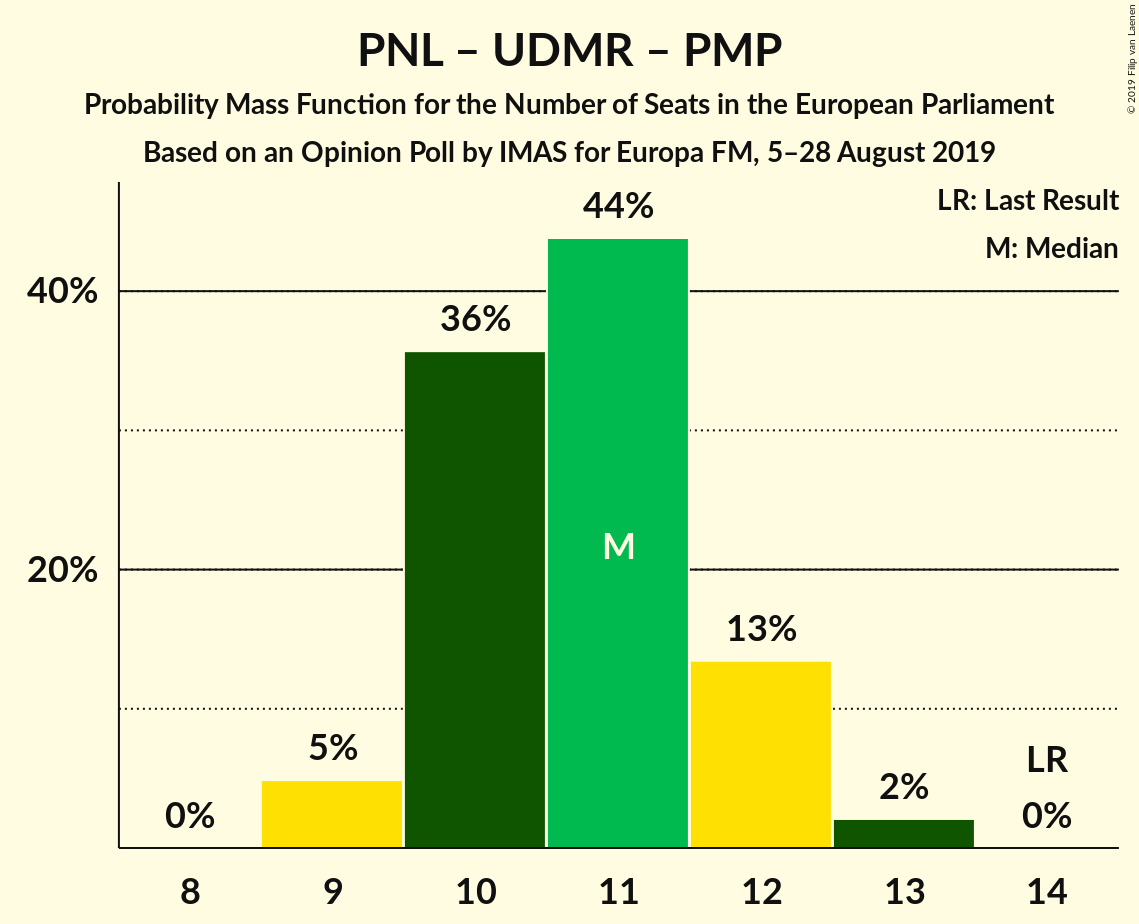 PNL – UDMR – PMP
Probability Mass Function for the Number of Seats in the European Parliament
Based on an Opinion Poll by IMAS for Europa FM, 5–28 August 2019
© 2019 Filip van Laenen
LR: Last Result
M: Median
44%
40%
36%
M
20%
13%
5%
LR
2%
0%
0%
8 9 10 11 12 13 14